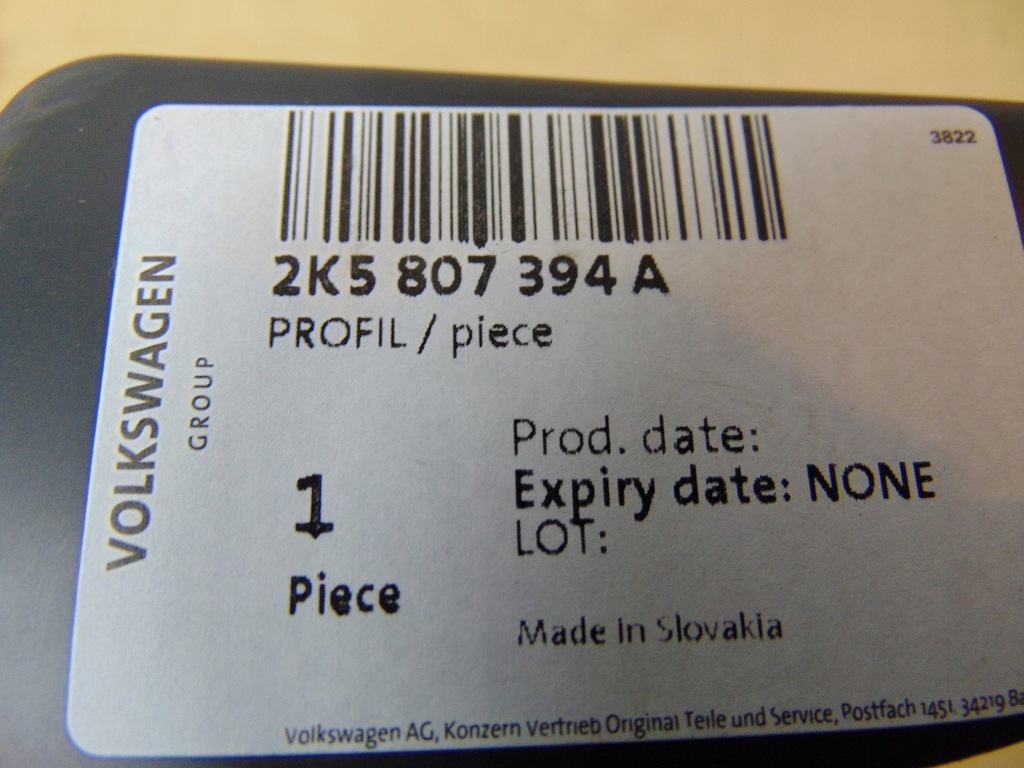 3822
2K5 807 394 A
PROFIL / piece
VOLKSWAGEN
GROUP
Prod. date:
Expiry date: NONE
LOT:
1
Piece
Made in Slovakia
Volkswagen AG, Konzern Vertrieb Original Teile und Service, Postfach 1451, 34219